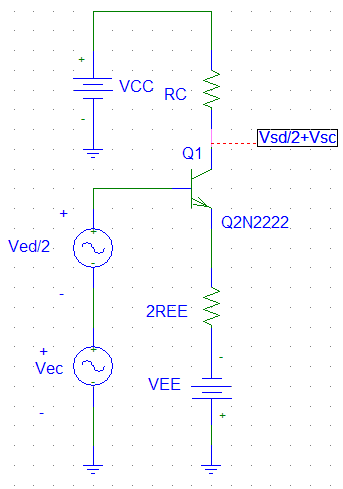 +
VCC
RC
-
Vsd/2+Vsc
Q1
+
+
Q2N2222
Ved/2
-
-
2REE
+
+
-
Vec
VEE
-
-
+